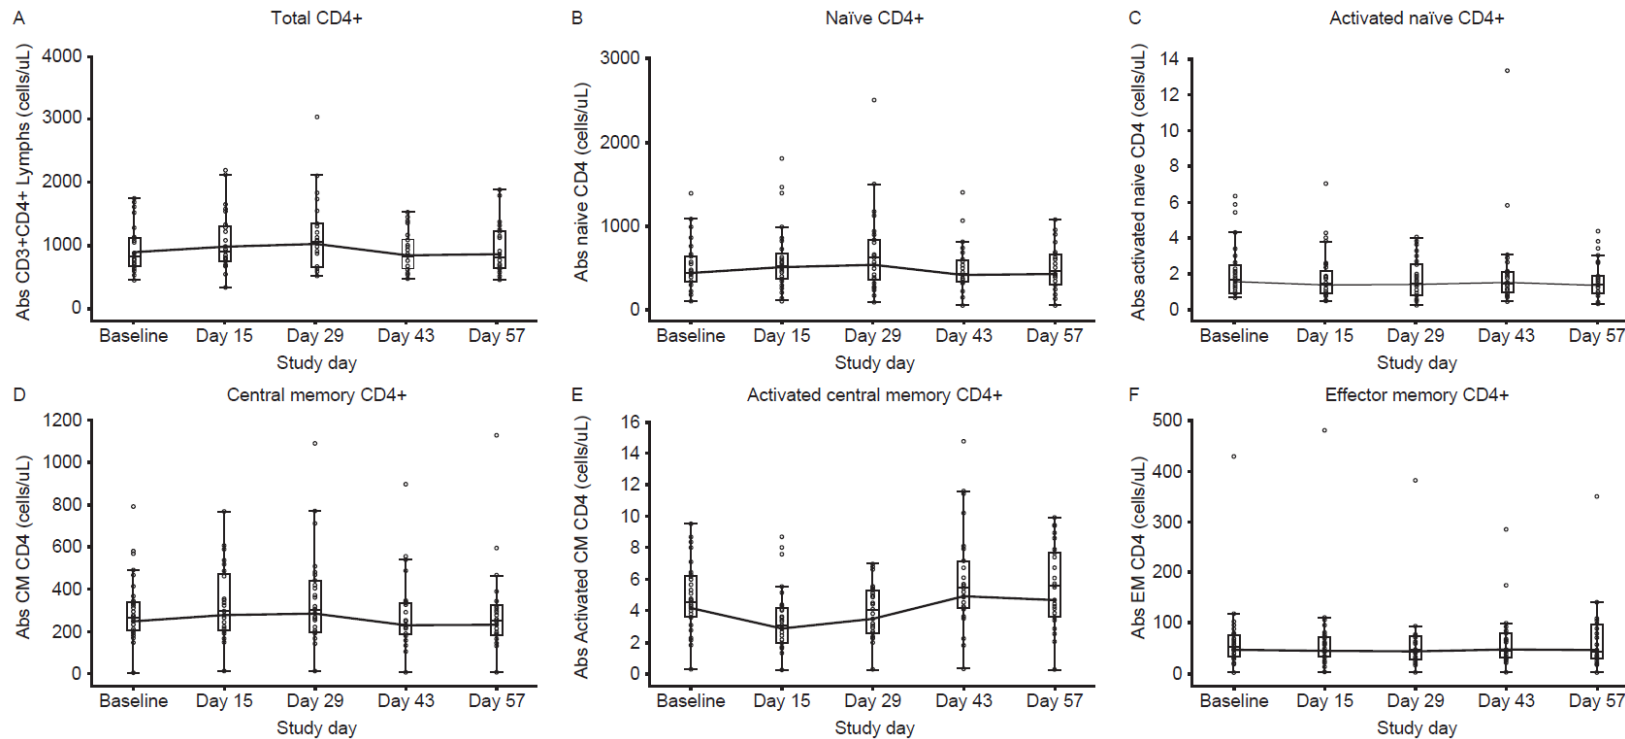 A
Total CD4+
Abs CD3+CD4+ Lymphs (cells/uL)
4000
3000
2000
1000
0
Baseline Day 15 Day 29 Day 43 Day 57
Study day
B
Naïve CD4+
Abs naive CD4 (cells/uL)
3000
2000
1000
0
Baseline Day 15 Day 29 Day 43 Day 57
Study day
C
Activated naïve CD4+
Abs activated naive CD4 (cells/uL)
14
12
10
8
6
4
2
0
Baseline Day 15 Day 29 Day 43 Day 57
Study day
D
Central memory CD4+
Abs CM CD4 (cells/uL)
1200
1000
800
600
400
200
0
Baseline Day 15 Day 29 Day 43 Day 57
Study day
E
Activated central memory CD4+
Abs Activated CM CD4 (cells/uL)
16
14
12
10
8
6
4
2
0
Baseline Day 15 Day 29 Day 43 Day 57
Study day
F
Effector memory CD4+
Abs EM CD4 (cells/uL)
500
400
300
200
100
0
Baseline Day 15 Day 29 Day 43 Day 57
Study day